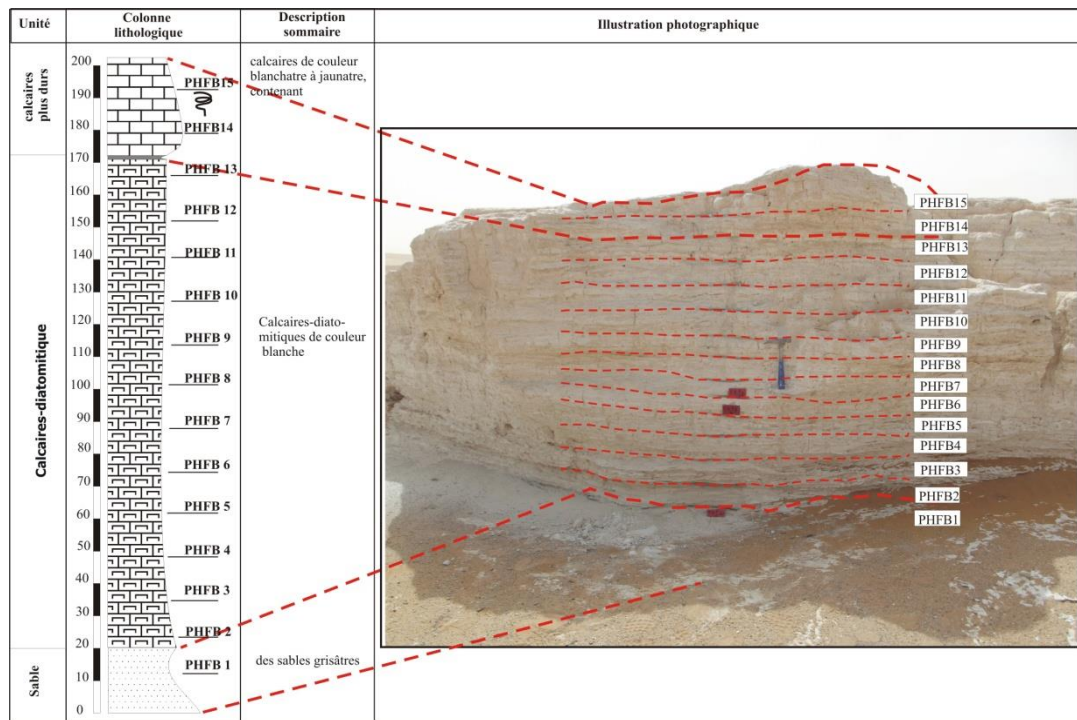 Unité
Colonne
lithologique
Description
sommaire
Illustration photographique
calcaires
plus durs
Calcaires-diatomitique
Sable
200
190
180
170
160
150
140
130
120
110
100
90
80
70
60
50
40
30
20
10
0
PHFB15
PHFB14
PHFB 13
PHFB 12
PHFB 11
PHFB 10
PHFB 9
PHFB 8
PHFB 7
PHFB 6
PHFB 5
PHFB 4
PHFB 3
PHFB 2
PHFB 1
calcaires de couleur
blanchatre à jaunatre,
contenant
Calcaires-diato-
mitiques de couleur
blanche
des sables grisâtres
PHFB15
PHFB14
PHFB13
PHFB12
PHFB11
PHFB10
PHFB9
PHFB8
PHFB7
PHFB6
PHFB5
PHFB4
PHFB3
PHFB2
PHFB1